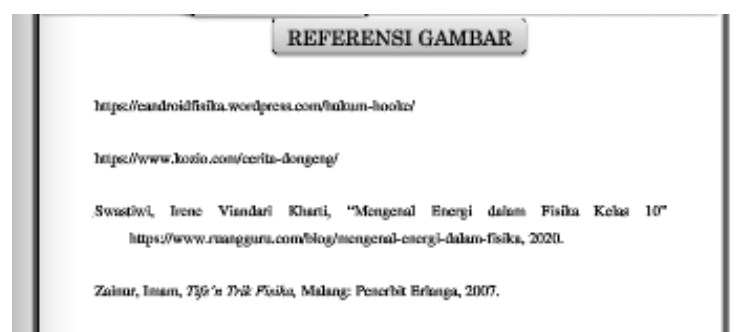 REFERENSI GAMBAR
https://eandroidfisika.wordpress.com/hukum-hooke/
https://www.kozio.com/cerita-dongeng/
Swastiwi, Irene Viandari Kharti, “Mengenal Energi dalam Fisika Kelas 10”
https://www.ruangguru.com/blog/mengenal-energi-dalam-fisika, 2020.
Zainur, Imam, 'n Trik Fisika, Malang: Penerbit Erlangga, 2007.